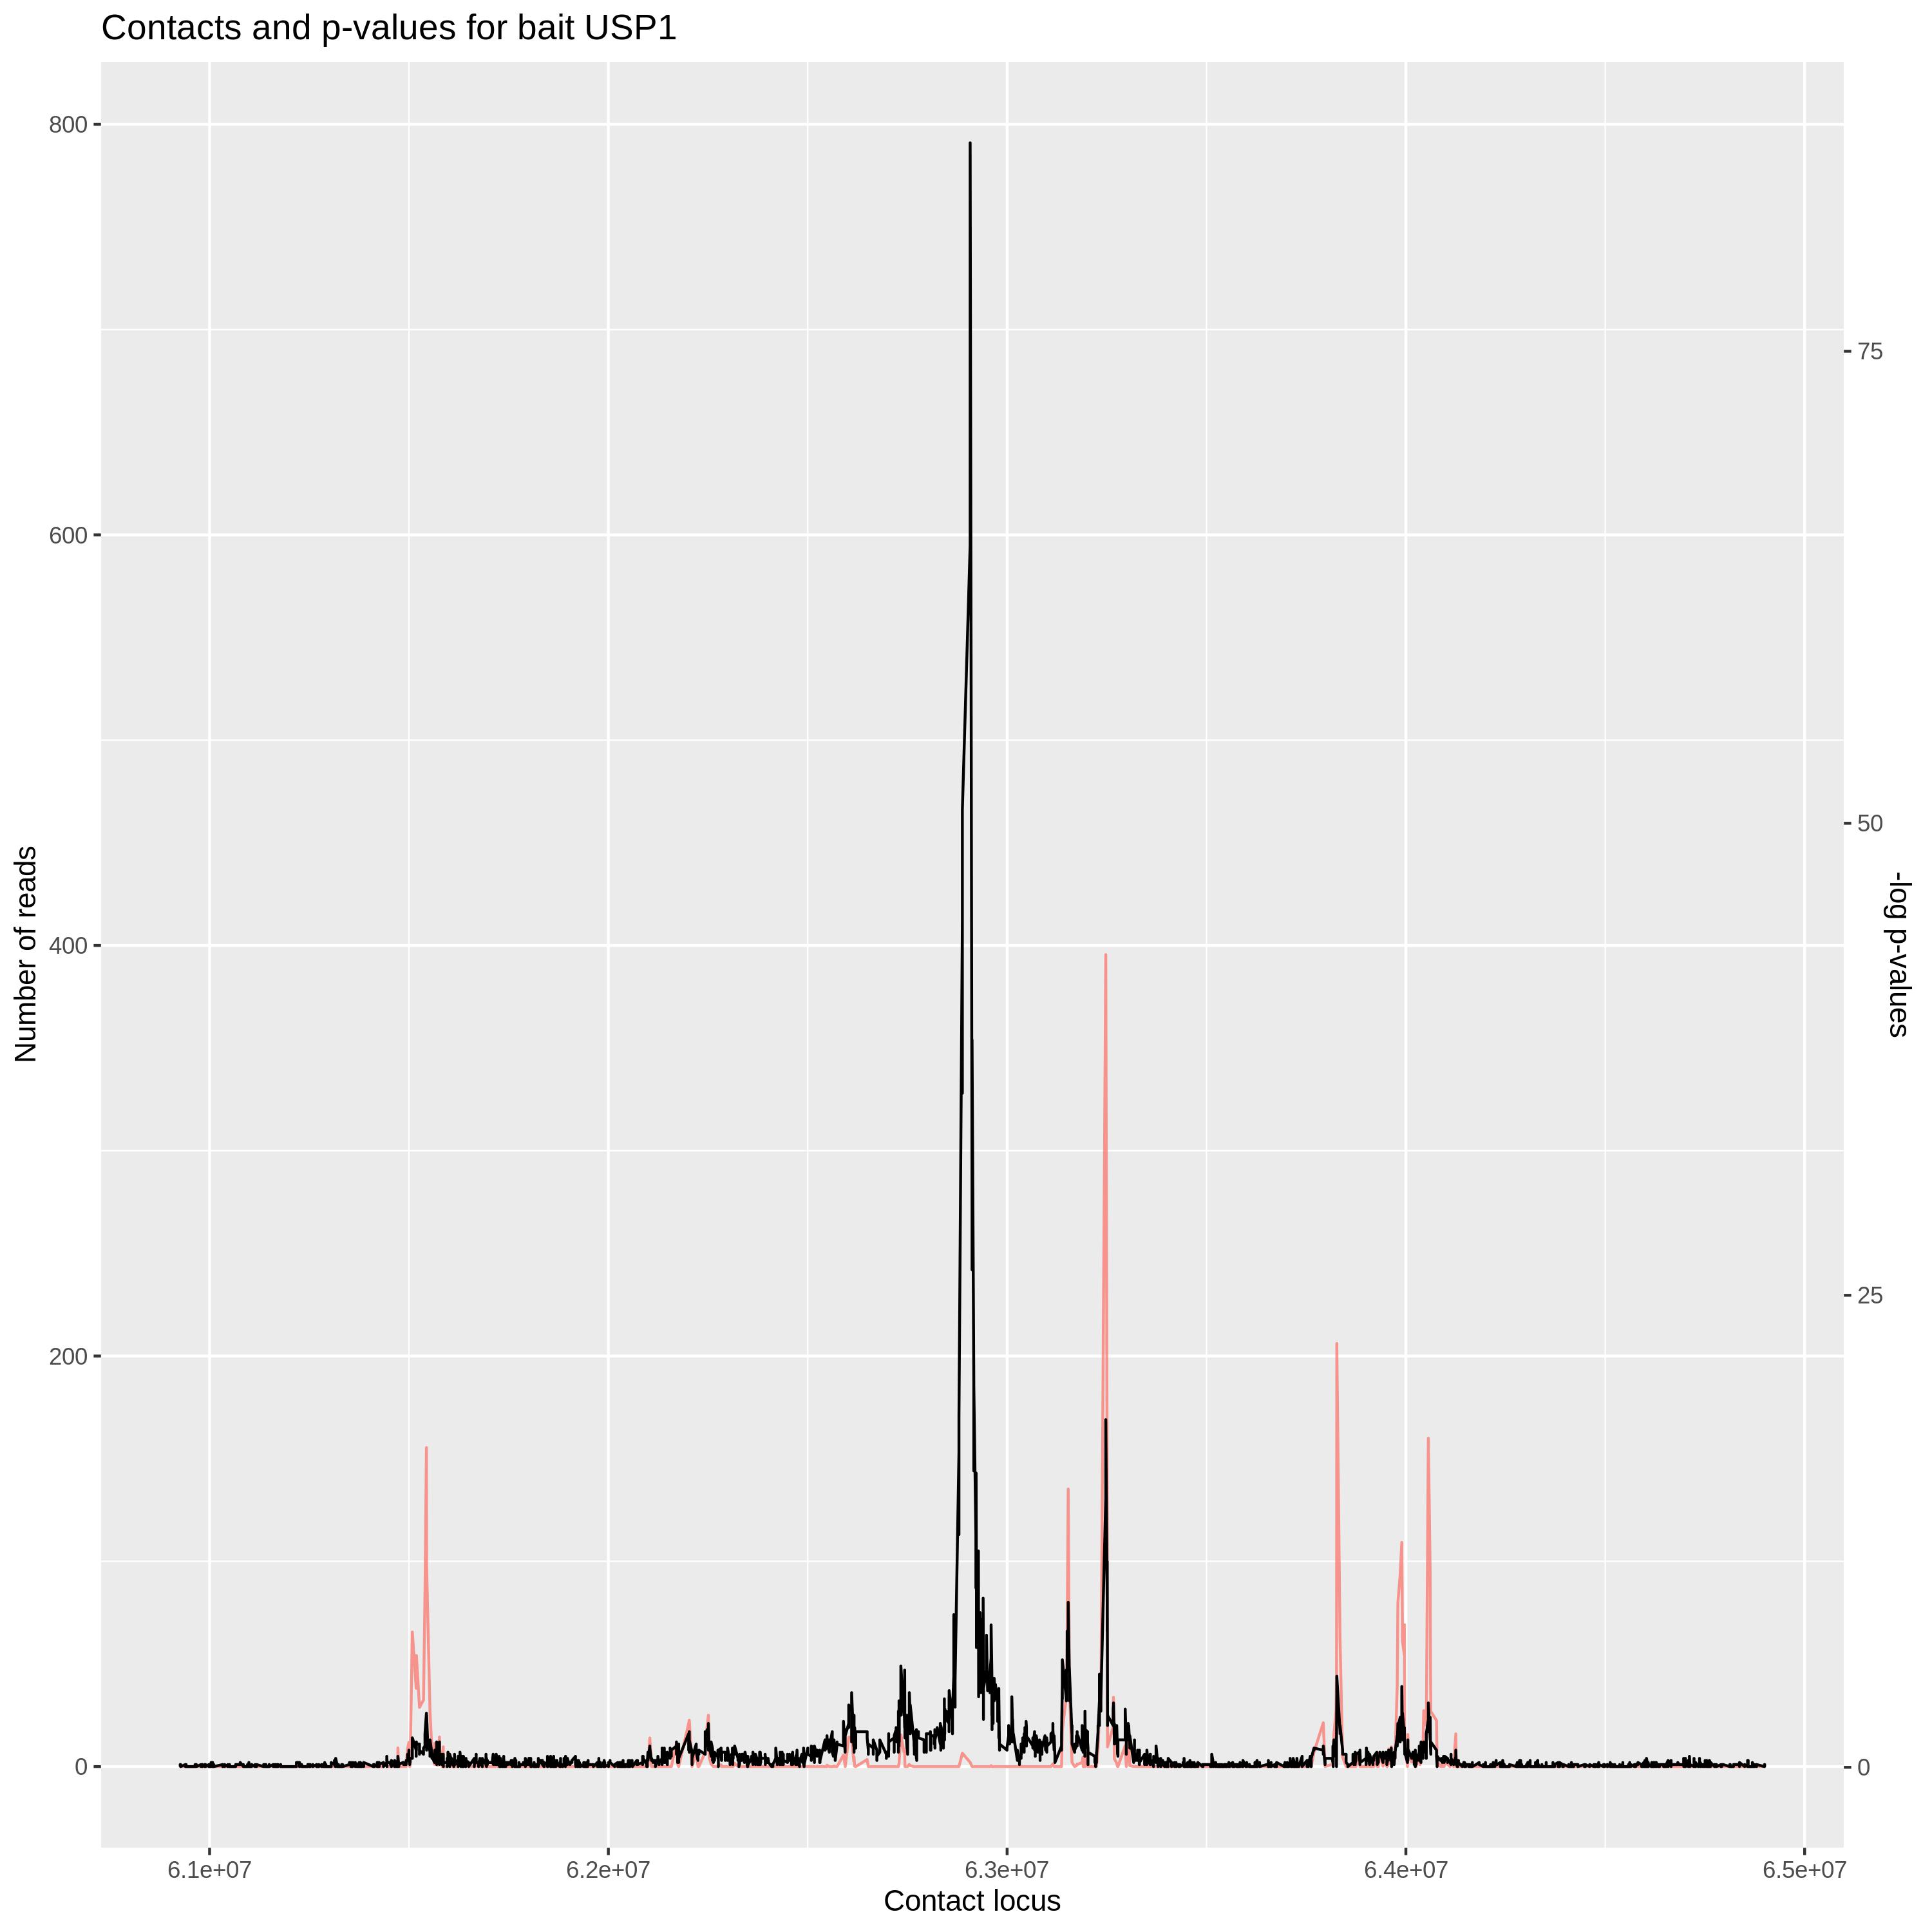 Contacts and p-values for bait USP1
800
600
400
200
0
Number of reads
75
50
25
0
-log p-values
6.1e+07
6.2e+07
6.3e+07
6.4e+07
6.5e+07
Contact locus